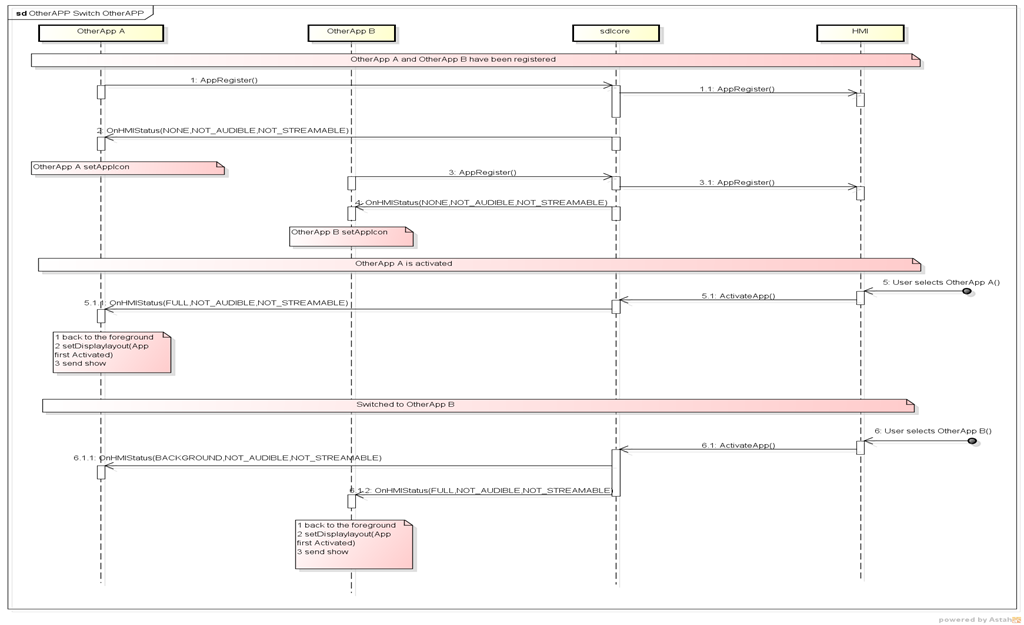 sd OtherAPP Switch OtherAPP
OtherApp A
OtherApp B
sdlcore
HMI
OtherApp A and OtherApp B have been registered
1: AppRegister()
1.1: AppRegister()
2: OnHMIStatus(NONE,NOT_AUDIBLE,NOT_STREAMABLE)
OtherApp A setAppIcon
3: AppRegister()
3.1: AppRegister()
4: OnHMIStatus(NONE,NOT_AUDIBLE,NOT_STREAMABLE)
OtherApp B setAppIcon
OtherApp A is activated
5: User selects OtherApp A()
5.1: ActivateApp()
5.1.1: OnHMIStatus(FULL,NOT_AUDIBLE,NOT_STREAMABLE)
1 back to the foreground
2 setDisplaylayout(App
first Activated)
3 send show
Switched to OtherApp B
6: User selects OtherApp B()
6.1: ActivateApp()
6.1.1: OnHMIStatus(BACKGROUND,NOT_AUDIBLE,NOT_STREAMABLE)
6.1.2: OnHMIStatus(FULL,NOT_AUDIBLE,NOT_STREAMABLE)
1 back to the foreground
2 setDisplaylayout(App
first Activated)
3 send show
powered by Astah